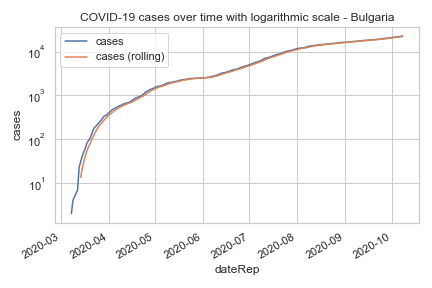 COVID-19 cases over time with logarithmic scale - Bulgaria
cases
cases (rolling)
10⁴
10³
10²
10¹
cases
2020-03
2020-04
2020-05
2020-06
2020-07
2020-08
2020-09
2020-10
dateRep